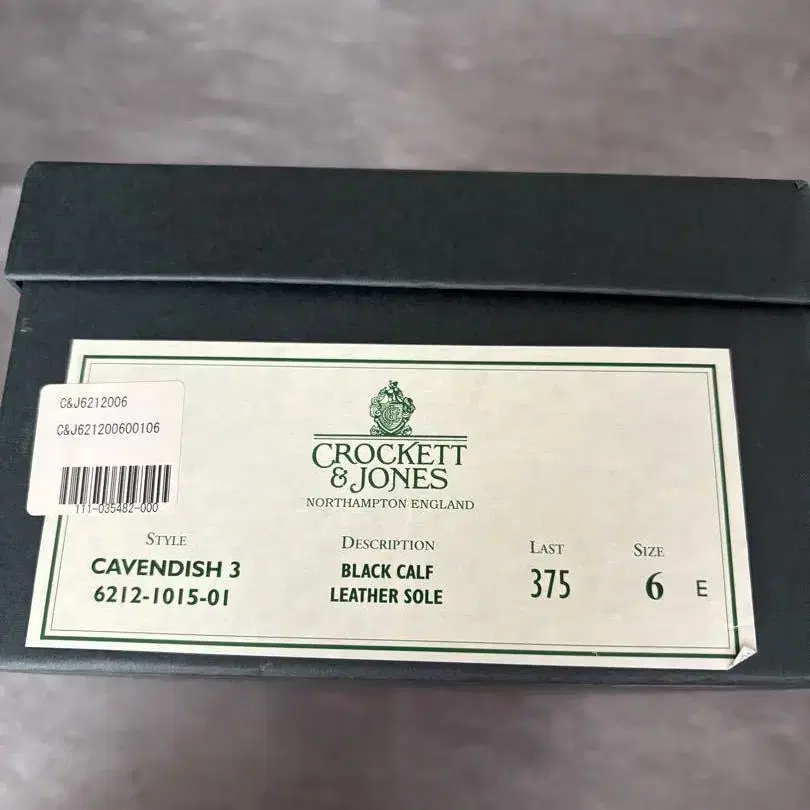 C&J6212006
C&J621200600106
111-035482-000
CROCKETT
& JONES
NORTHAMPTON ENGLAND
STYLE
CAVENDISH 3
6212-1015-01
DESCRIPTION
BLACK CALF
LEATHER SOLE
LAST
375
SIZE
6 E